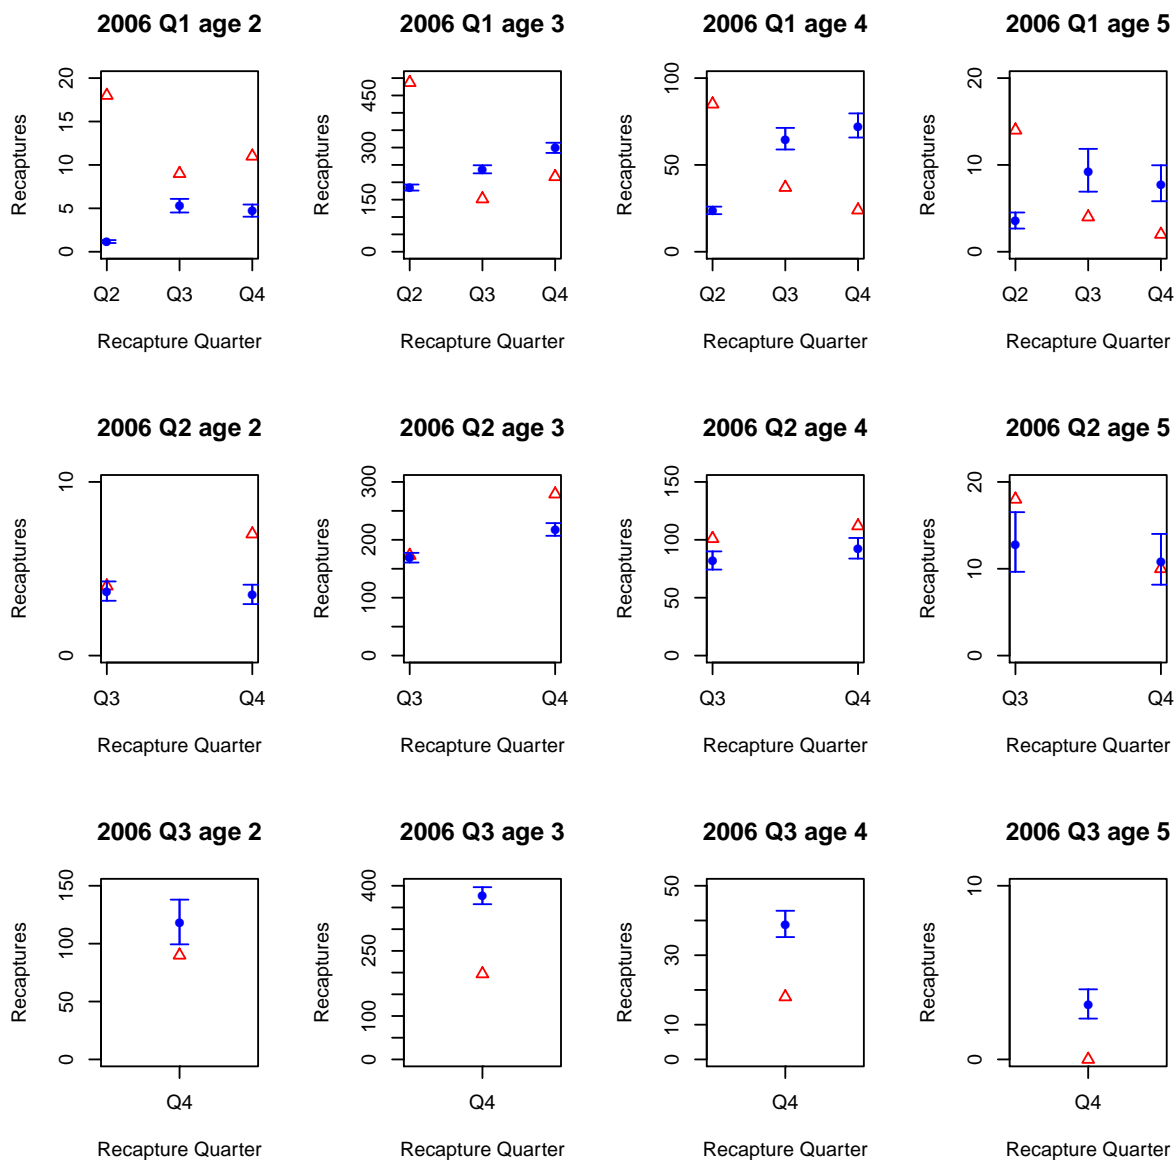 2006 Q1 age 2
Recaptures
0 5 10 15 20
Q2 Q3 Q4
Recapture Quarter
2006 Q1 age 3
Recaptures
0 150 300 450
Q2 Q3 Q4
Recapture Quarter
2006 Q1 age 4
Recaptures
0 50 100
Q2 Q3 Q4
Recapture Quarter
2006 Q1 age 5
Recaptures
0 10 20
Q2 Q3 Q4
Recapture Quarter
2006 Q2 age 2
Recaptures
0 10
Q3 Q4
Recapture Quarter
2006 Q2 age 3
Recaptures
0 100 200 300
Q3 Q4
Recapture Quarter
2006 Q2 age 4
Recaptures
0 50 100 150
Q3 Q4
Recapture Quarter
2006 Q2 age 5
Recaptures
0 10 20
Q3 Q4
Recapture Quarter
2006 Q3 age 2
Recaptures
0 50 100 150
Q4
Recapture Quarter
2006 Q3 age 3
Recaptures
0 100 250 400
Q4
Recapture Quarter
2006 Q3 age 4
Recaptures
0 10 20 30 40 50
Q4
Recapture Quarter
2006 Q3 age 5
Recaptures
0 10
Q4
Recapture Quarter